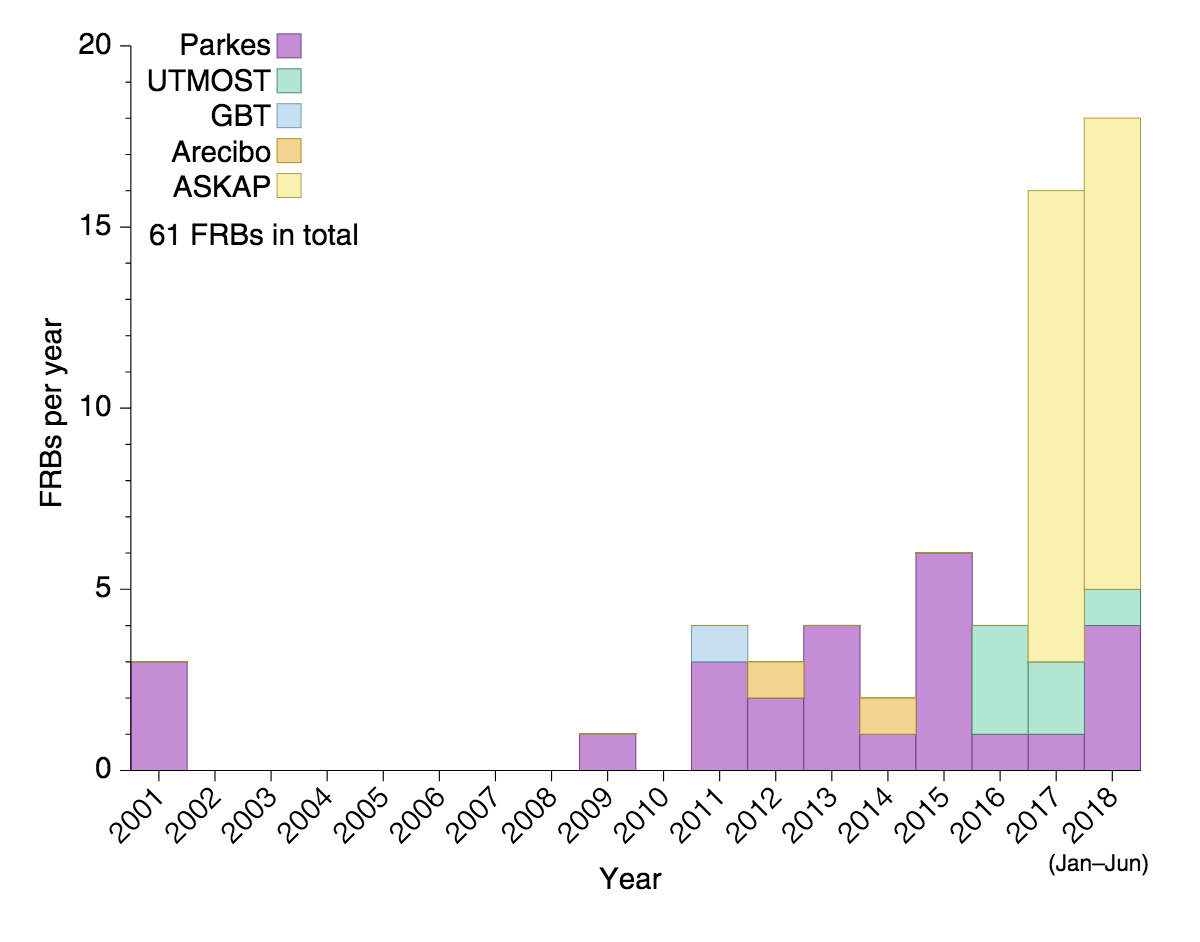 20
15
10
5
0
FRBs per year
Parkes
UTMOST
GBT
Arecibo
ASKAP
61 FRBs in total
2001
2002
2003
2004
2005
2006
2007
2008
2009
2010
2011
2012
2013
2014
2015
2016
2017
2018
(Jan–Jun)
Year